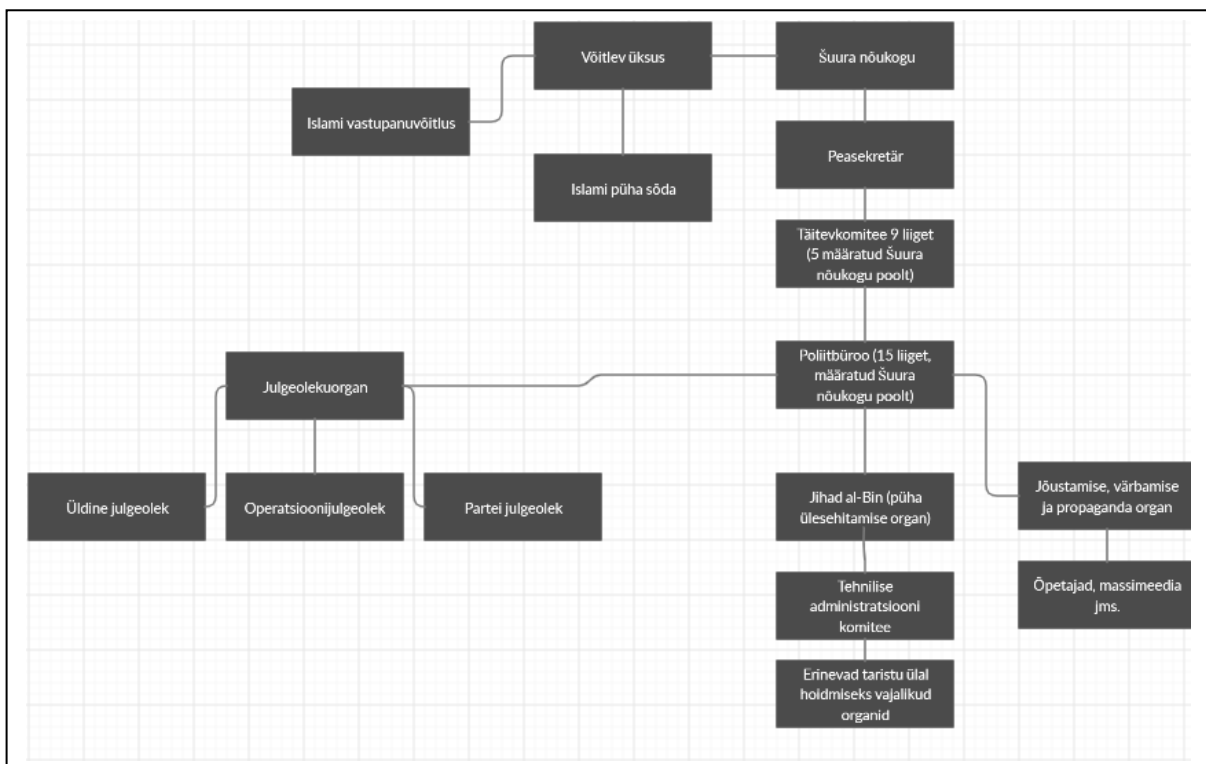 Võitlev üksus
Šuura nõukogu
Islami vastupanuvõitlus
Peasekretär
Islami püha sõda
Täitevkomitee 9 liiget
(5 määratud Šuura
nõukogu poolt)
Poliitbüroo (15 liiget,
määratud Šuura
nõukogu poolt)
Julgeolekuorgan
Üldine julgeolek
Operatsioonijulgeolek
Partei julgeolek
Jihad al-Bin (püha
ülesehitamise organ)
Jõustamise, värbamise
ja propaganda organ
Tehnilise
administratsiooni
komitee
Õpetajad, massimeedia
jms.
Erinevad taristu ülal
hoidmiseks vajalikud
organid